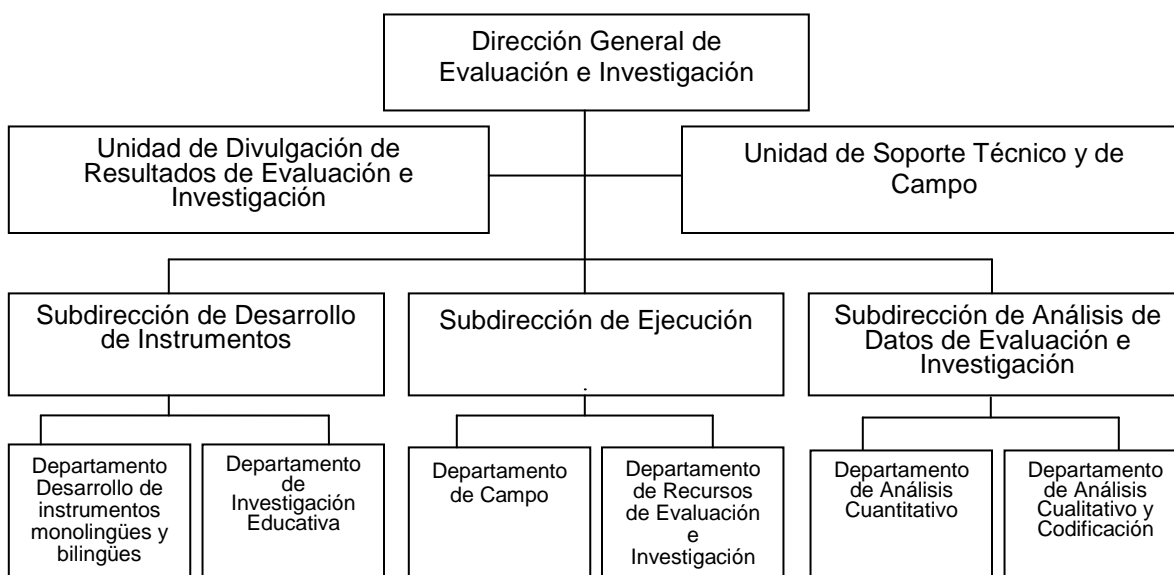 Dirección General de
Evaluación e Investigación
Unidad de Divulgación de
Resultados de Evaluación e
Investigación
Unidad de Soporte Técnico y de
Campo
Subdirección de Desarrollo
de Instrumentos
Subdirección de Ejecución
.
Subdirección de Análisis de
Datos de Evaluación e
Investigación
Departamento
Desarrollo de
instrumentos
monolingües y
bilingües
Departamento
de
Investigación
Educativa
Departamento
de Campo
Departamento
de Recursos
de Evaluación
e
Investigación
Departamento
de Análisis
Cuantitativo
Departamento
de Análisis
Cualitativo y
Codificación